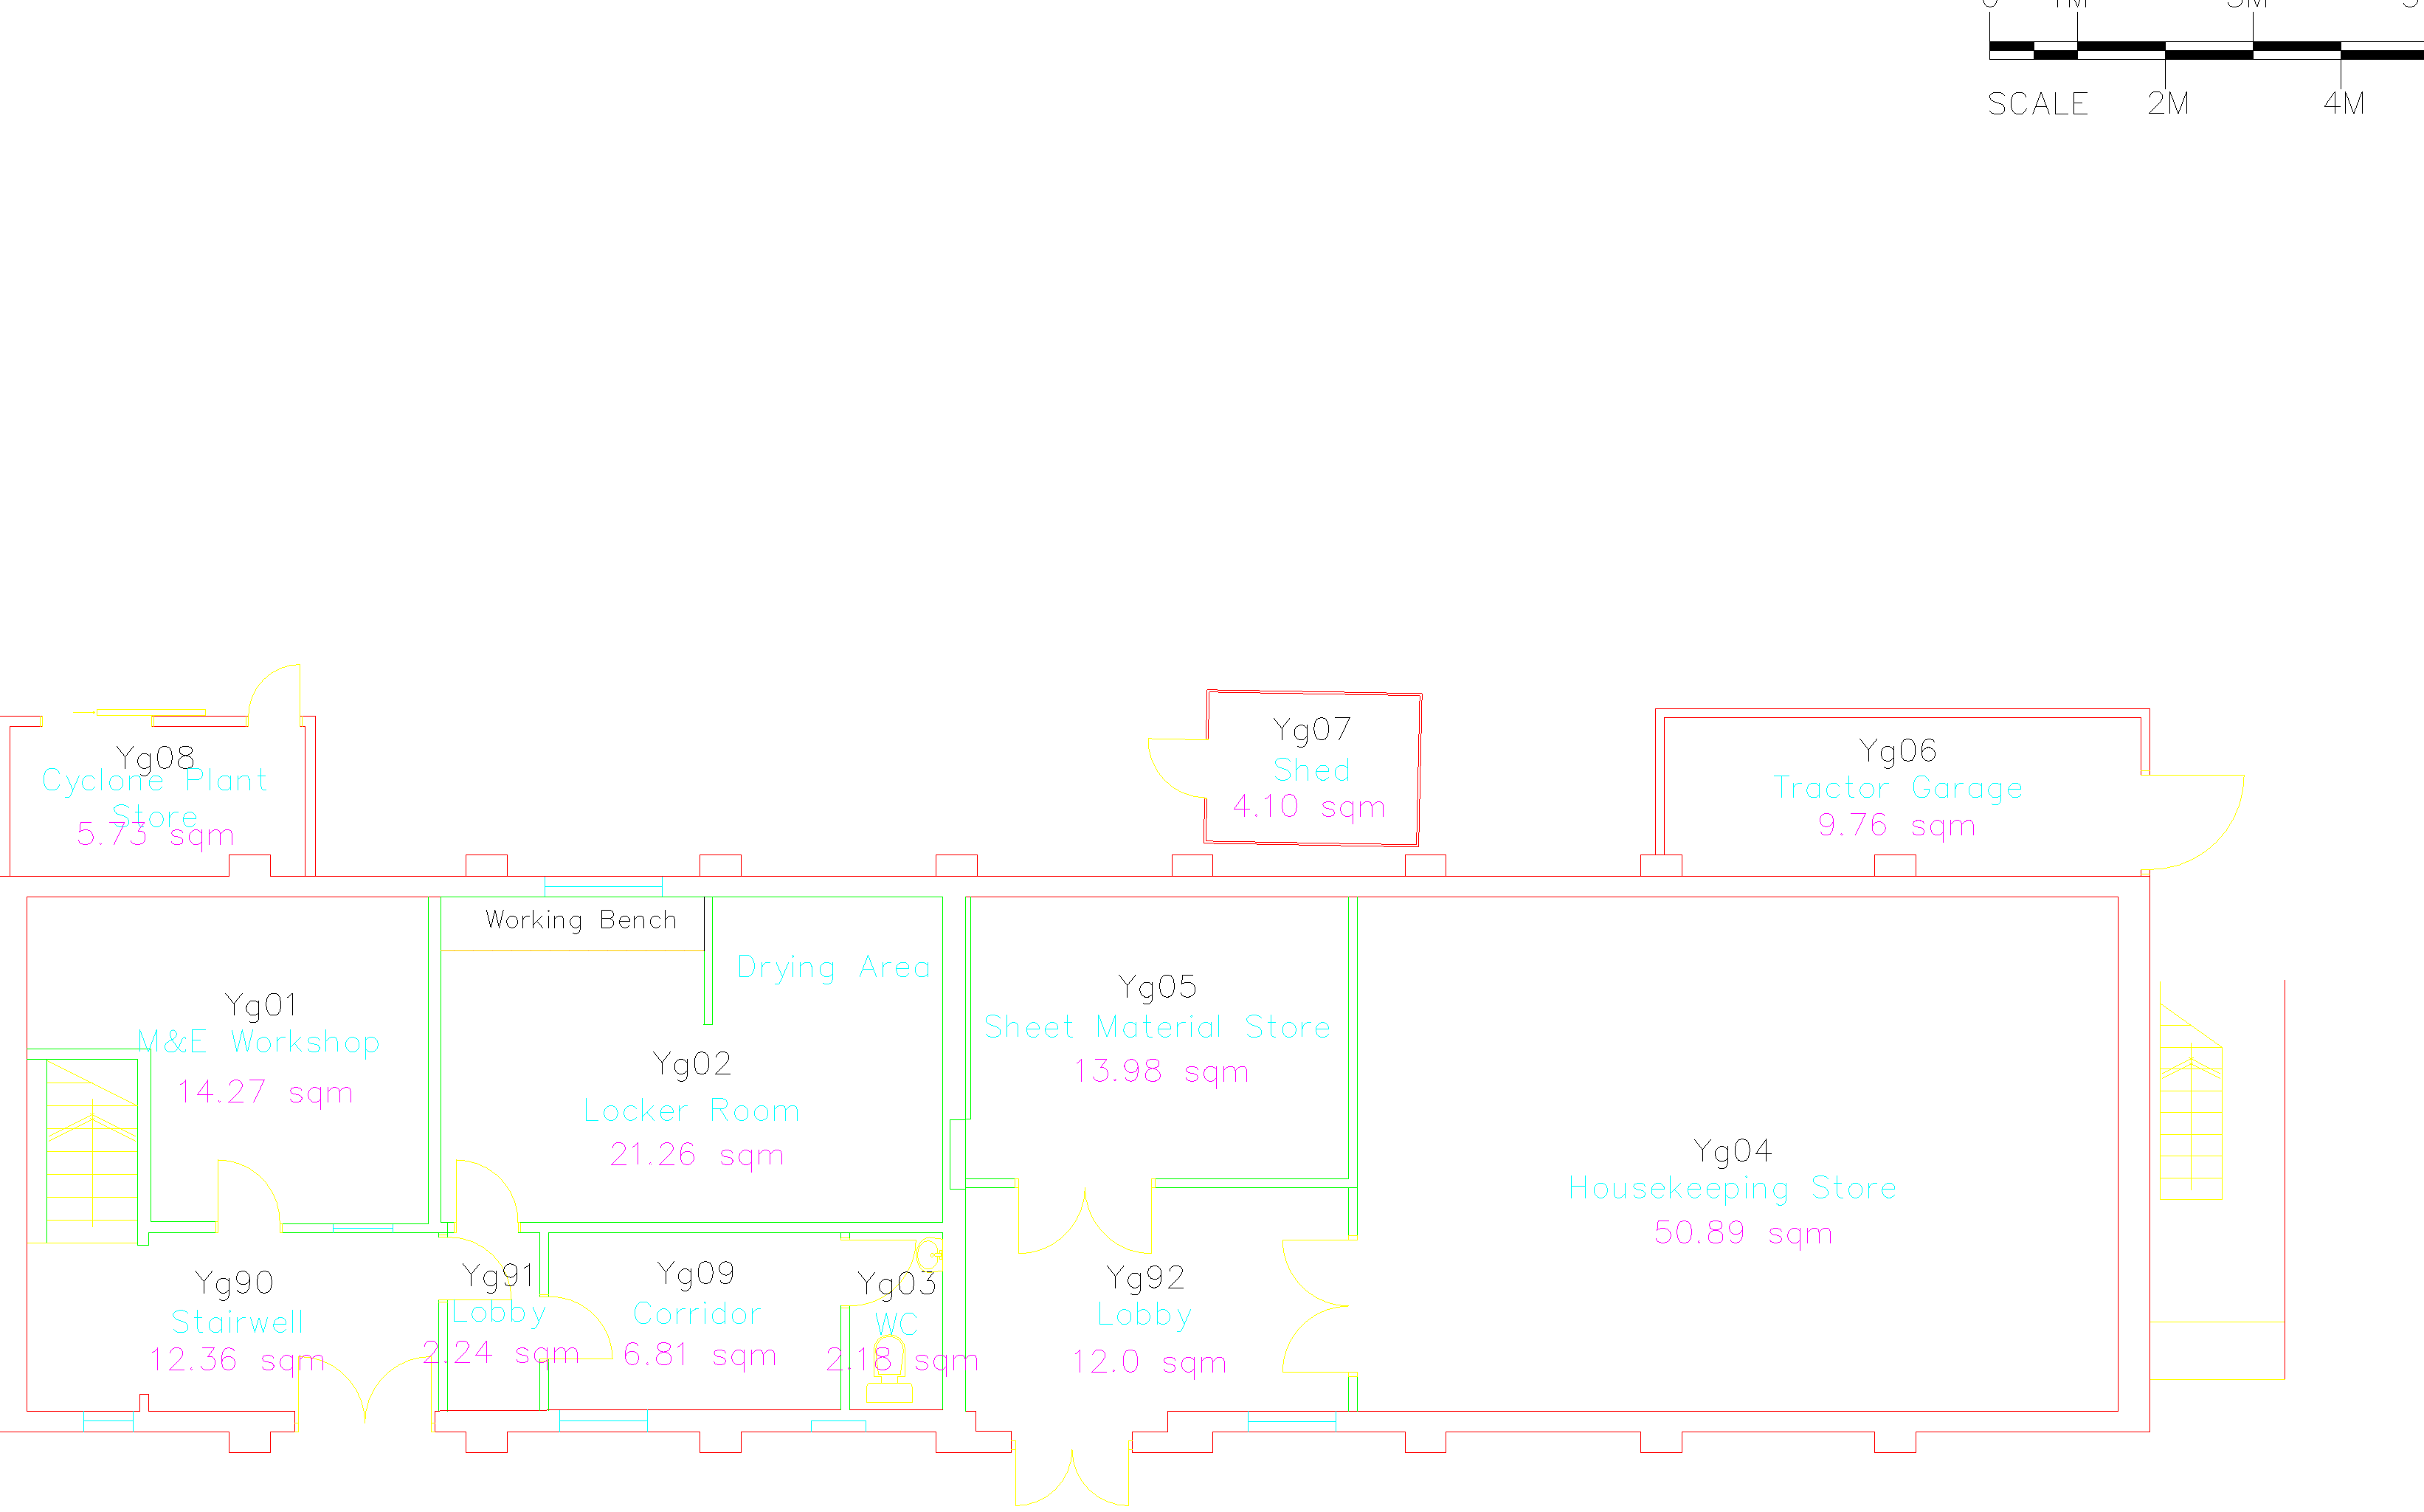 0 1M 3M
SCALE 2M 4M
Yg08
Cyclone Plant
Store
5.73 sqm
Yg07
Shed
4.10 sqm
Yg06
Tractor Garage
9.76 sqm
Working Bench
Drying Area
Yg01
M&E Workshop
14.27 sqm
Yg02
Locker Room
21.26 sqm
Yg05
Sheet Material Store
13.98 sqm
Yg04
Housekeeping Store
50.89 sqm
Yg90
Stairwell
12.36 sqm
Yg91
Lobby
2.24 sqm
Yg09
Corridor
6.81 sqm
Yg03
WC
2.18 sqm
Yg92
Lobby
12.0 sqm